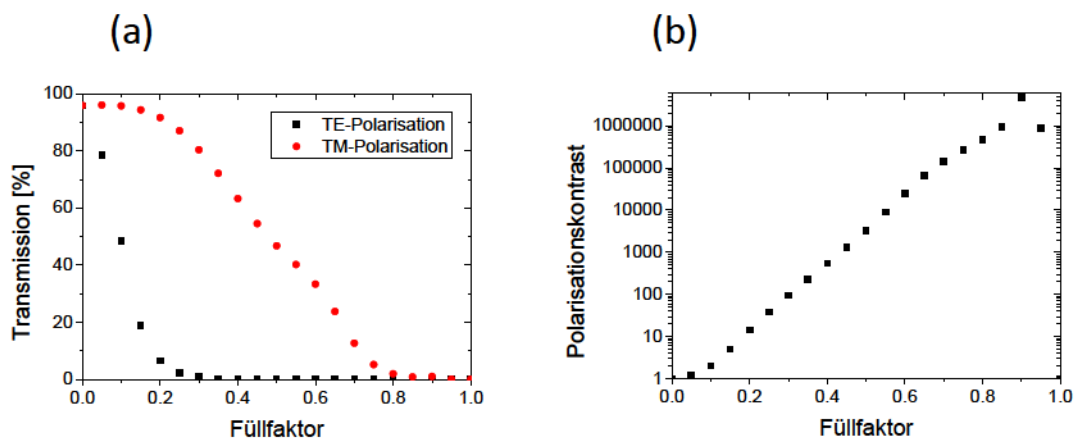 (a)
100
80
60
40
20
0
Transmission [%]
TE-Polarisation
TM-Polarisation
0.0 0.2 0.4 0.6 0.8 1.0
Füllfaktor
(b)
1000000
100000
10000
1000
100
10
1
Polarisationskontrast
0.0 0.2 0.4 0.6 0.8 1.0
Füllfaktor